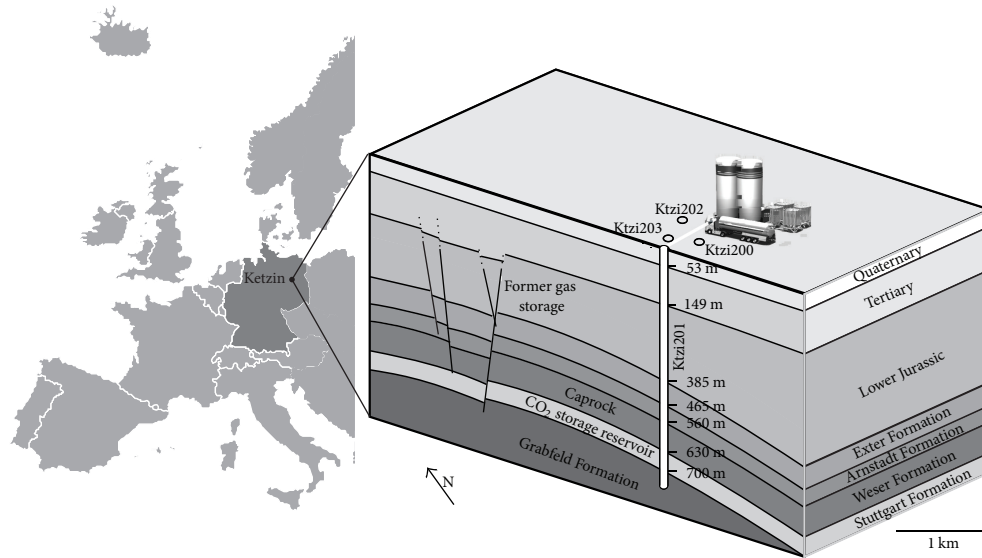 Ketzin
Ktzi202
Ktzi203
Ktzi200
53 m
149 m
Ktzi201
385 m
465 m
560 m
630 m
700 m
Former gas
storage
Caprock
CO₂ storage reservoir
Grabfeld Formation
Quaternary
Tertiary
Lower Jurassic
Exter Formation
Arnstadt Formation
Weser Formation
Stuttgart Formation
N
1 km